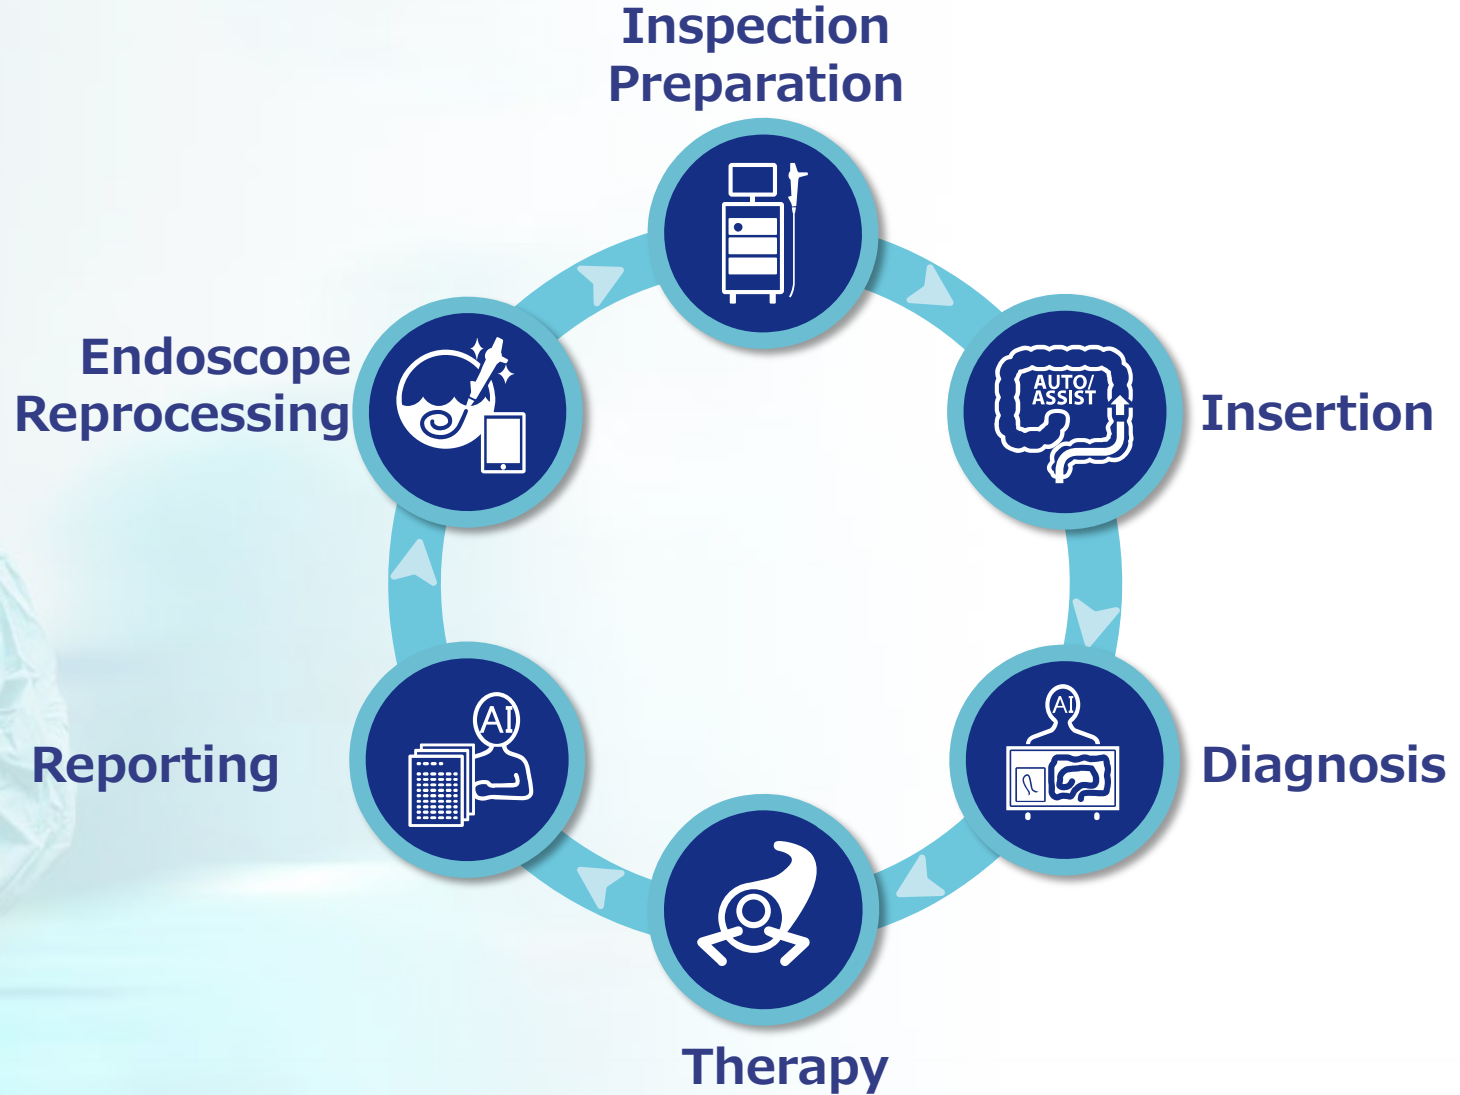 Inspection
Preparation
AUTO/
ASSIST
Insertion
AI
Diagnosis
Therapy
AI
Reporting
Endoscope
Reprocessing